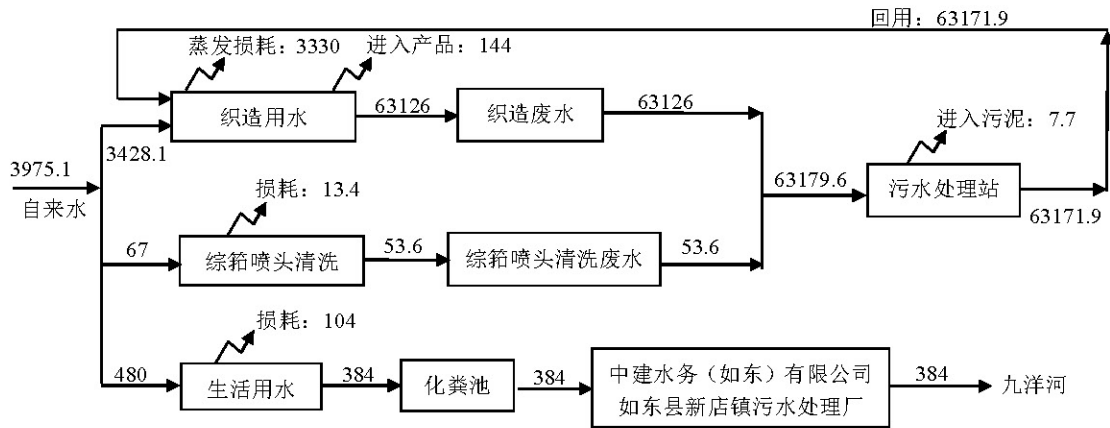 回用：63171.9
蒸发损耗：3330
进入产品：144
织造用水
63126
织造废水
63126
进入污泥：7.7
3428.1
3975.1
自来水
63179.6
污水处理站
63171.9
损耗：13.4
67
综筘喷头清洗
53.6
综筘喷头清洗废水
53.6
损耗：104
480
生活用水
384
化粪池
384
中建水务（如东）有限公司
如东县新店镇污水处理厂
384
九洋河